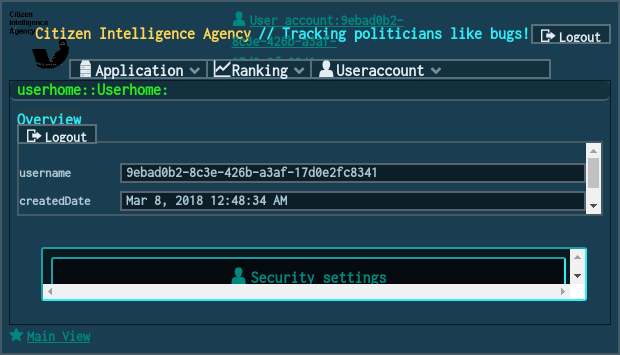 Citizen
Intelligence
Agency
User account:9ebad0b2-
8c3e-426b-a3af-
Citizen Intelligence Agency // Tracking politicians like bugs!
Logout
Application
Ranking
Useraccount
userhome::Userhome:
Overview
Logout
username
9ebad0b2-8c3e-426b-a3af-17d0e2fc8341
createdDate
Mar 8, 2018 12:48:34 AM
Security settings
Main View